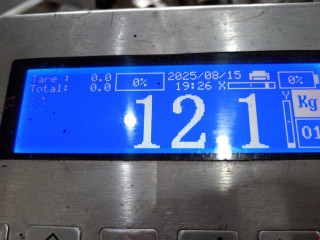 Tare : 0.0 0% 2025/08/15 0%
Total: 0.0 19:26 X
12 1 Y Kg
01